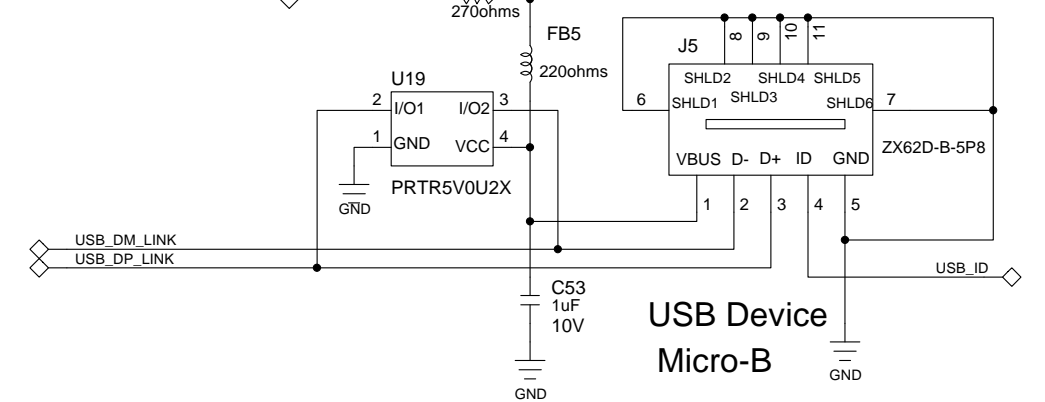 270ohms
FB5
220ohms
J5
8
9
10
11
SHLD2 SHLD4 SHLD5
SHLD3
6 SHLD1 SHLD6 7
ZX62D-B-5P8
VBUS D- D+ ID GND
1 2 3 4 5
U19
2 I/O1 I/O2 3
1 GND VCC 4
PRTR5V0U2X
GND
USB_DM_LINK
USB_DP_LINK
USB_ID
C53
1uF
10V
GND
USB Device
Micro-B
GND